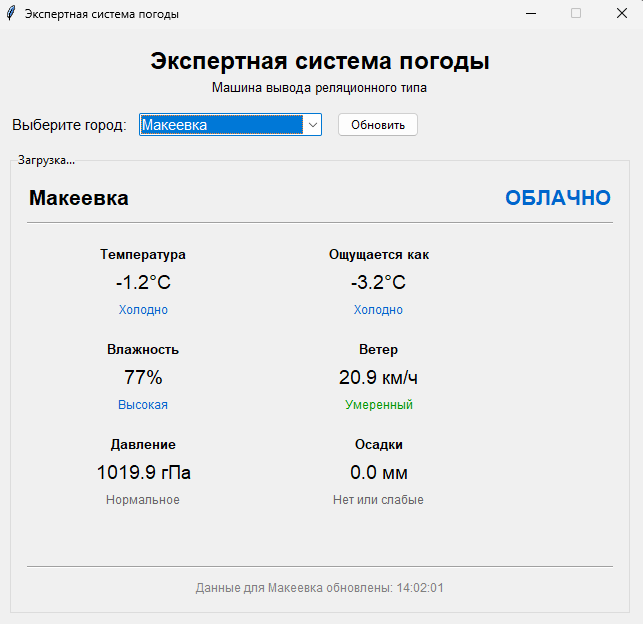 Экспертная система погоды
Экспертная система погоды
Машина вывода реляционного типа
Выберите город: Макеевка Обновить
Загрузка...
Макеевка ОБЛАЧНО
Температура Ощущается как
-1.2°C -3.2°C
Холодно Холодно
Влажность Ветер
77% 20.9 км/ч
Высокая Умеренный
Давление Осадки
1019.9 гПа 0.0 мм
Нормальное Нет или слабые
Данные для Макеевка обновлены: 14:02:01